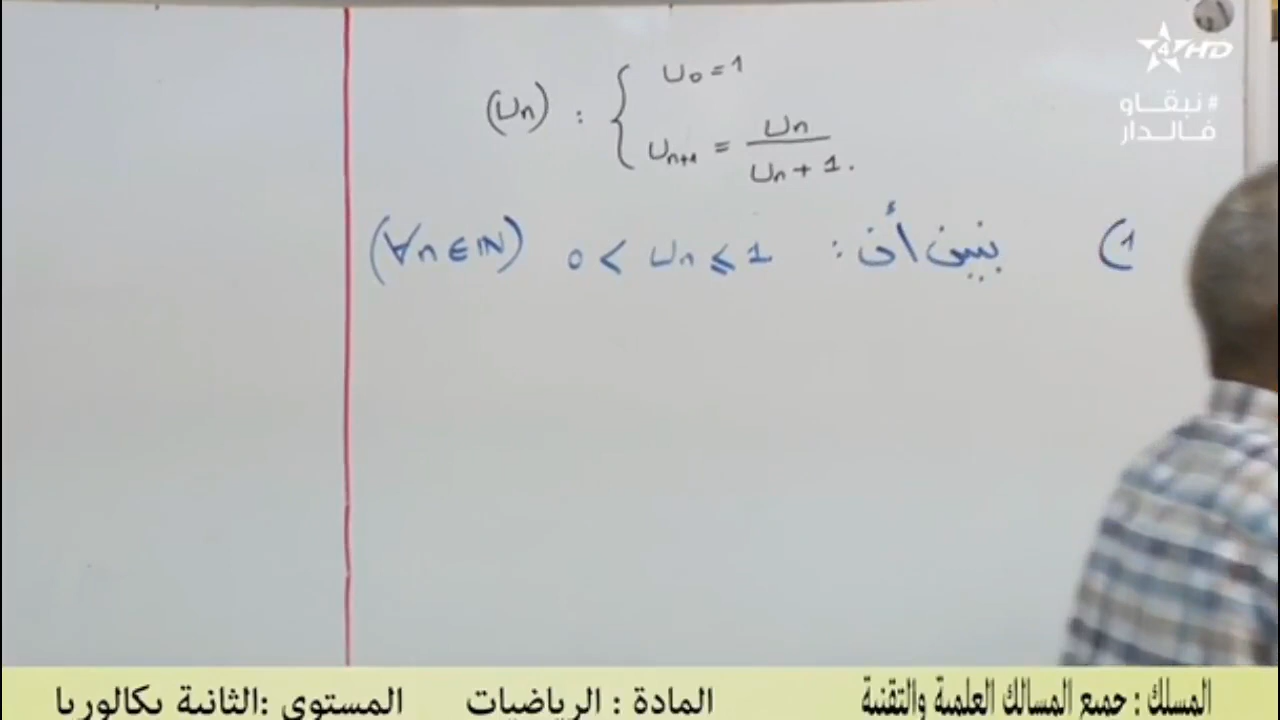 (Un) : { U0 = 1
Un+1 = Un / Un + 1.
1) بين أن : 0 < Un ⩽ 1 (∀n ∈ ℕ)
4 HD
#نبقاو
فالدار
المسلك : جميع المسالك العلمية والتقنية المادة : الرياضيات المستوى :الثانية بكالوريا